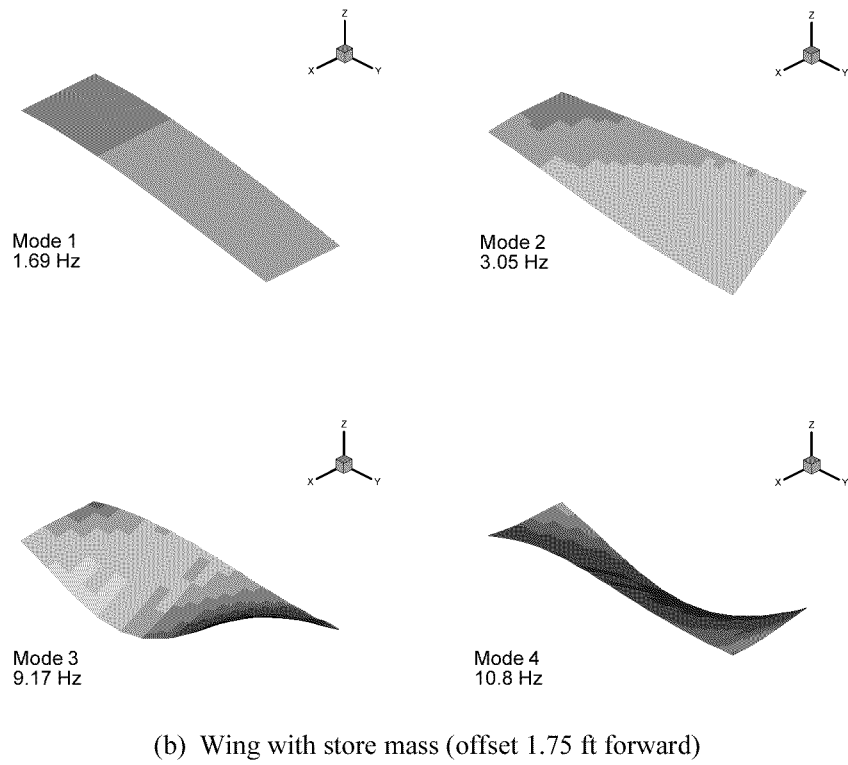 Z
X
Y
Mode 1
1.69 Hz
Z
X
Y
Mode 2
3.05 Hz
Z
X
Y
Mode 3
9.17 Hz
Z
X
Y
Mode 4
10.8 Hz
(b) Wing with store mass (offset 1.75 ft forward)